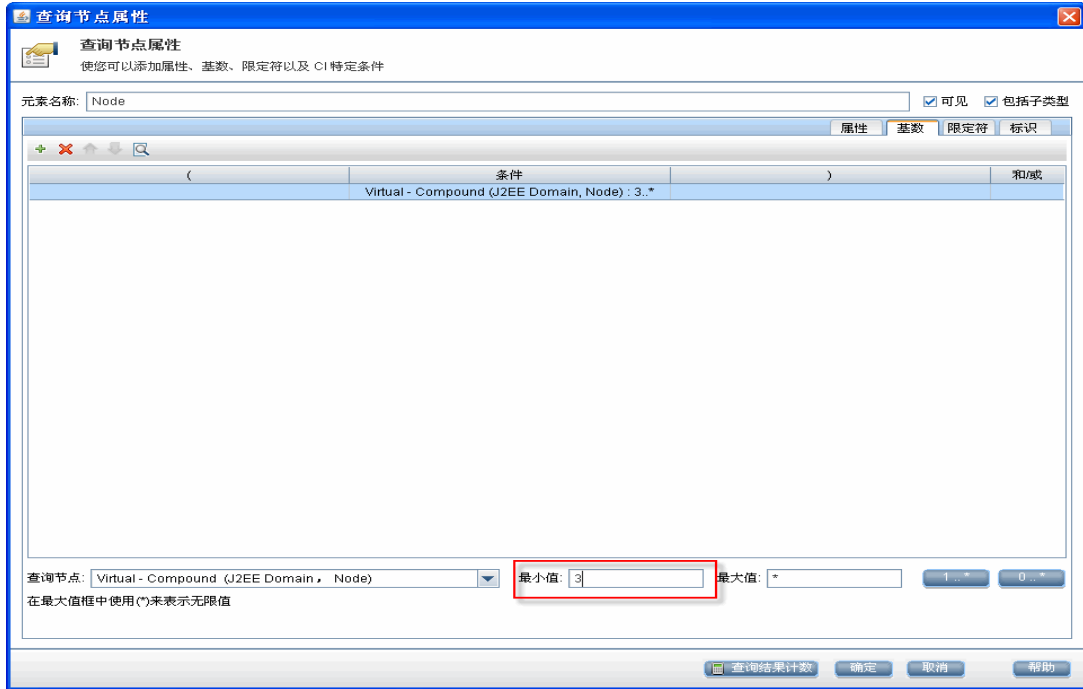 查询节点属性
查询节点属性
使您可以添加属性、基数、限定符以及 CI 特定条件
元素名称: Node 可见 包括子类型
属性 基数 限定符 标识
( 条件 ) 和/或
Virtual - Compound (J2EE Domain, Node) : 3..*
查询节点: Virtual - Compound (J2EE Domain， Node) 最小值: 3 最大值: * 1..* 0..*
在最大值框中使用(*)来表示无限值
查询结果计数 确定 取消 帮助